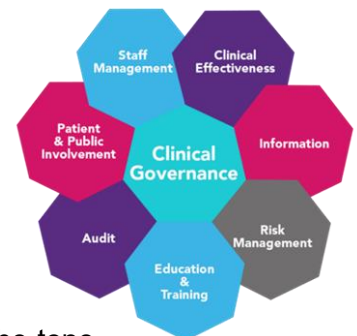 Staff
Management
Clinical
Effectiveness
Patient
& Public
Involvement
Clinical
Governance
Information
Audit
Risk
Management
Education
&
Training